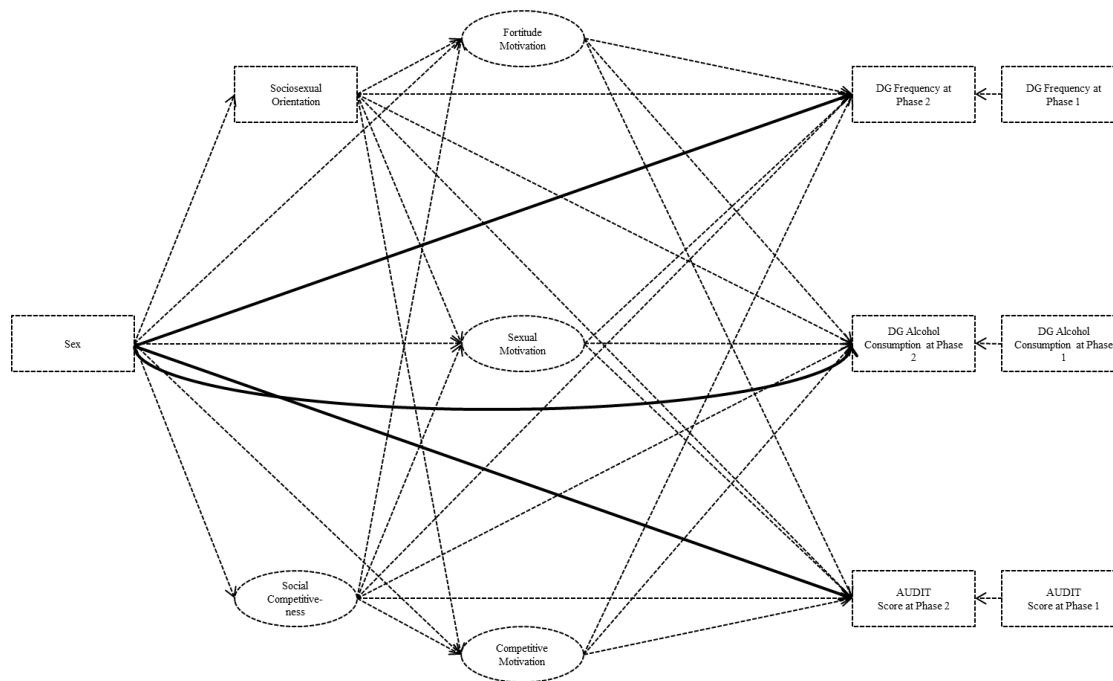 Fortitude
Motivation
Sociosexual
Orientation
DG Frequency at
Phase 2
DG Frequency at
Phase 1
Sex
Sexual
Motivation
DG Alcohol
Consumption at Phase
2
DG Alcohol
Consumption at Phase
1
Social
Competitive-
ness
AUDIT
Score at Phase 2
AUDIT
Score at Phase 1
Competitive
Motivation